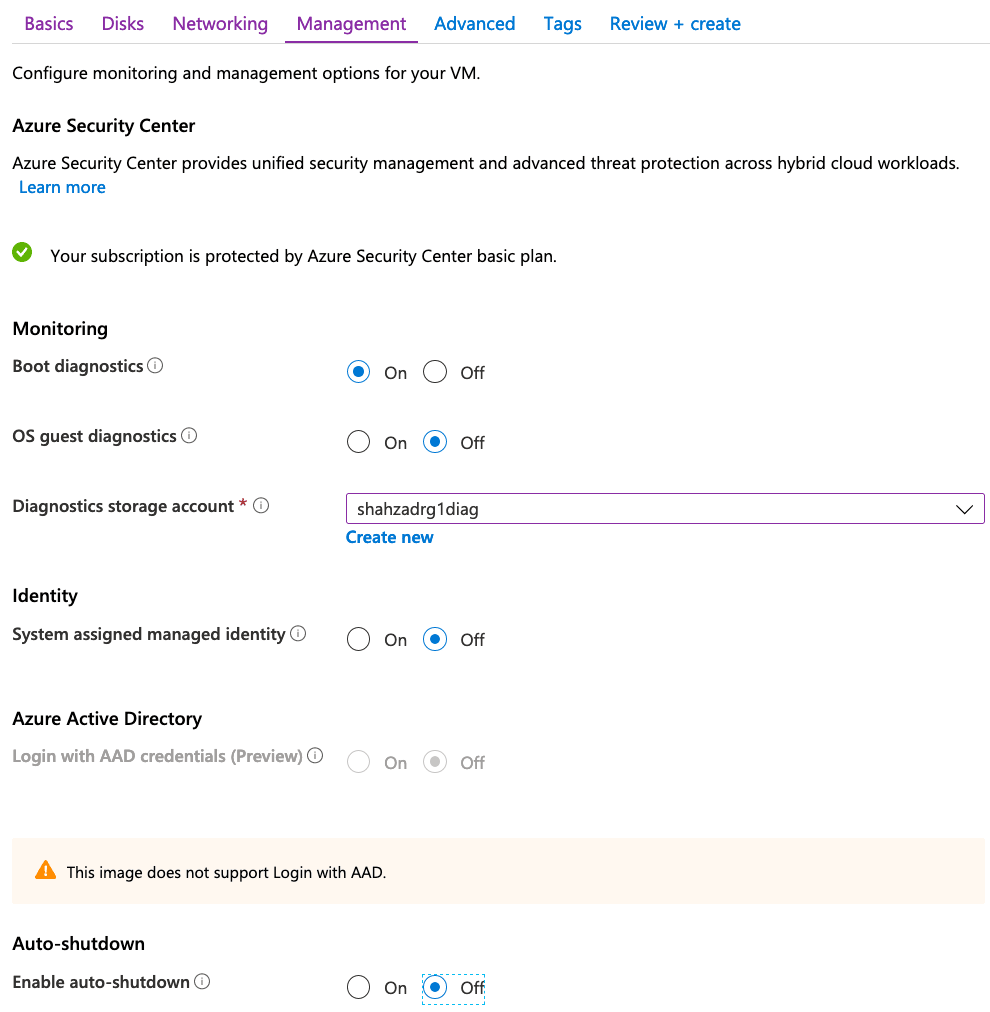 Basics Disks Networking Management Advanced Tags Review + create
Configure monitoring and management options for your VM.
Azure Security Center
Azure Security Center provides unified security management and advanced threat protection across hybrid cloud workloads.
Learn more
Your subscription is protected by Azure Security Center basic plan.
Monitoring
Boot diagnostics On Off
OS guest diagnostics On Off
Diagnostics storage account * shahzadrg1diag
Create new
Identity
System assigned managed identity On Off
Azure Active Directory
Login with AAD credentials (Preview) On Off
This image does not support Login with AAD.
Auto-shutdown
Enable auto-shutdown On Off